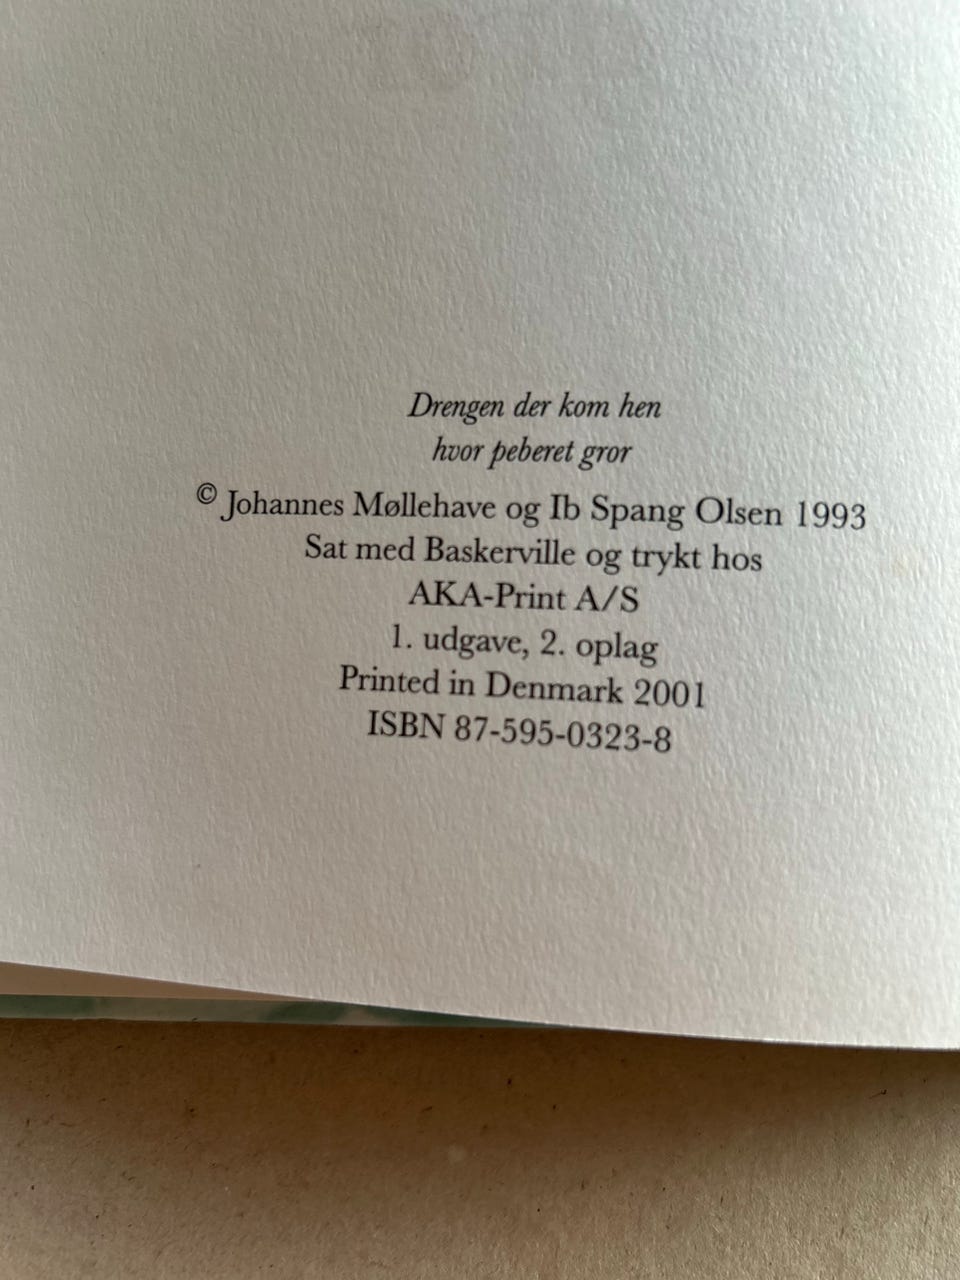 Drengen der kom hen
hvor peberet gror
© Johannes Møllehave og Ib Spang Olsen 1993
Sat med Baskerville og trykt hos
AKA-Print A/S
1. udgave, 2. oplag
Printed in Denmark 2001
ISBN 87-595-0323-8